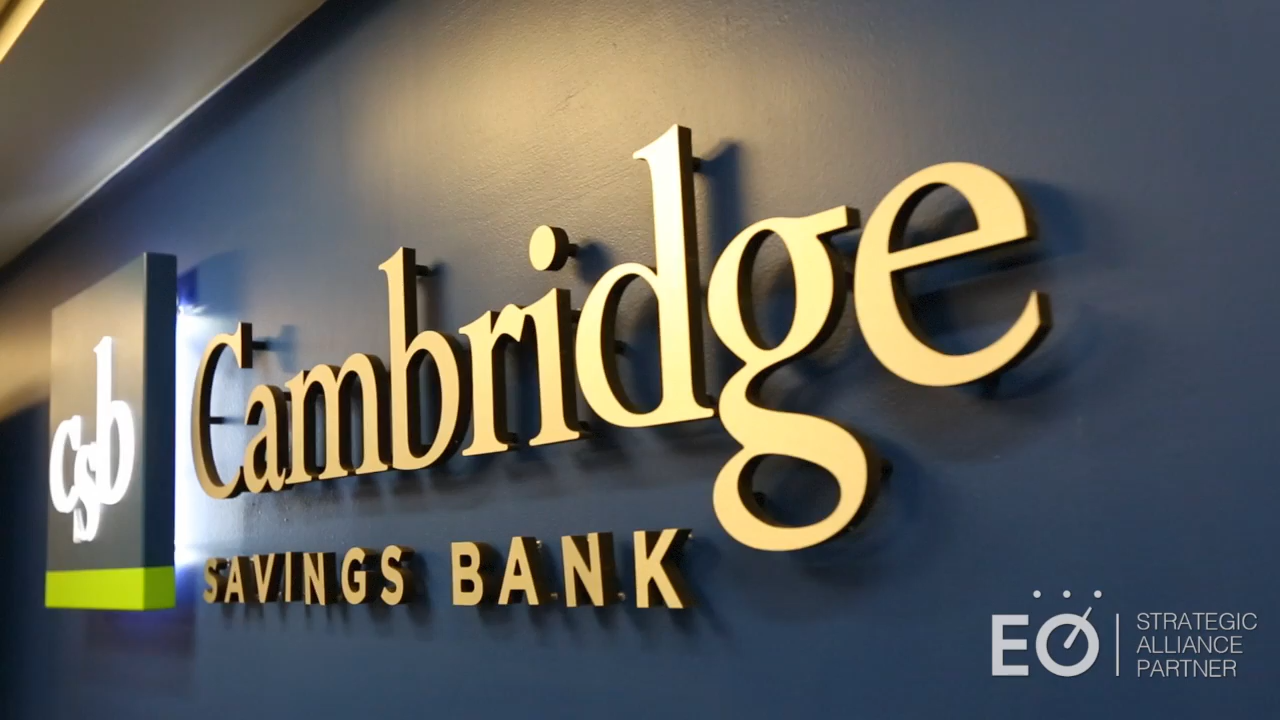 csb
Cambridge
SAVINGS BANK
EO
STRATEGIC
ALLIANCE
PARTNER